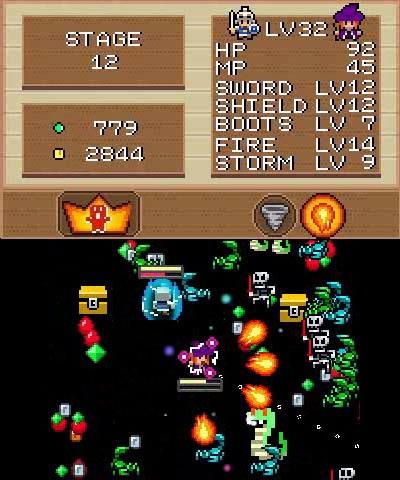 STAGE
12
779
2844
LV32
HP 92
MP 45
SWORD LV12
SHIELD LV12
BOOTS LV 7
FIRE LV14
STORM LV 9